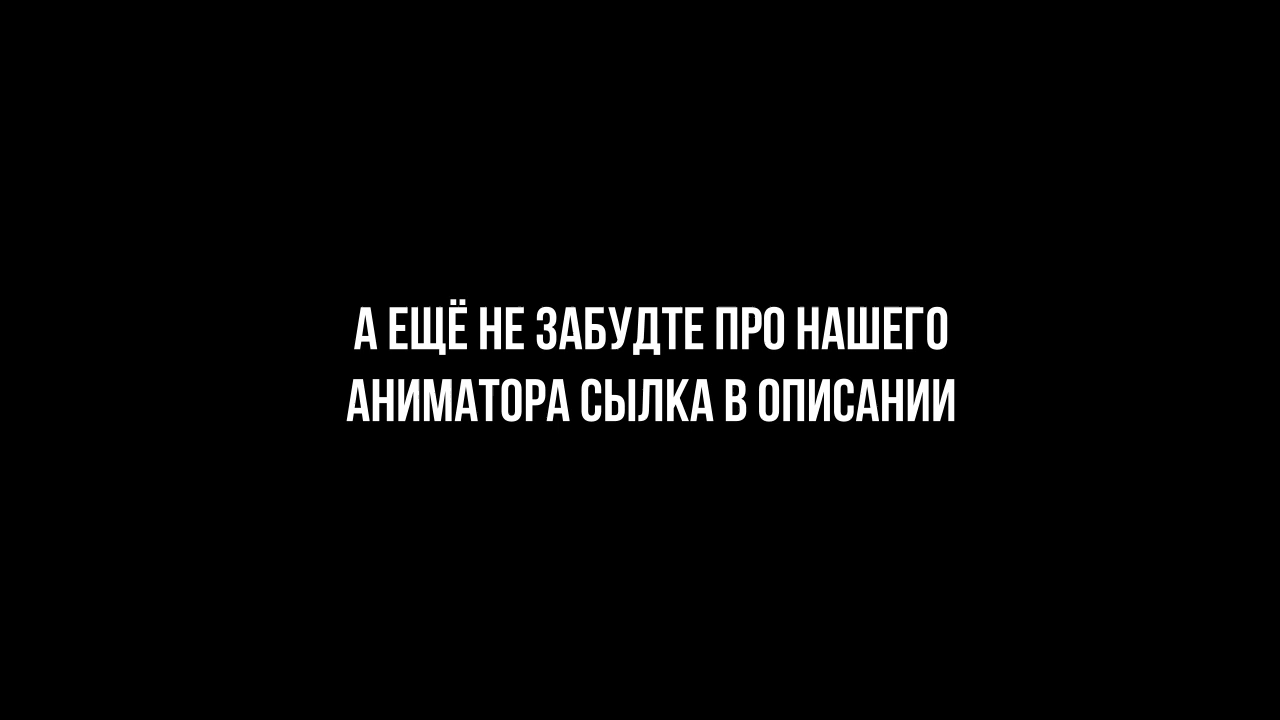 А ЕЩЁ НЕ ЗАБУДТЕ ПРО НАШЕГО
АНИМАТОРА СЫЛКА В ОПИСАНИИ